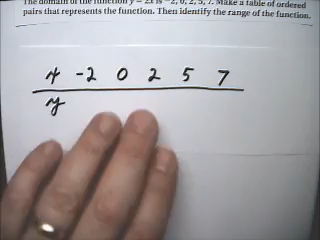 The domain of the function y = 2x is -2, 0, 2, 5, 7. Make a table of ordered
pairs that represents the function. Then identify the range of the function.
x -2 0 2 5 7
y